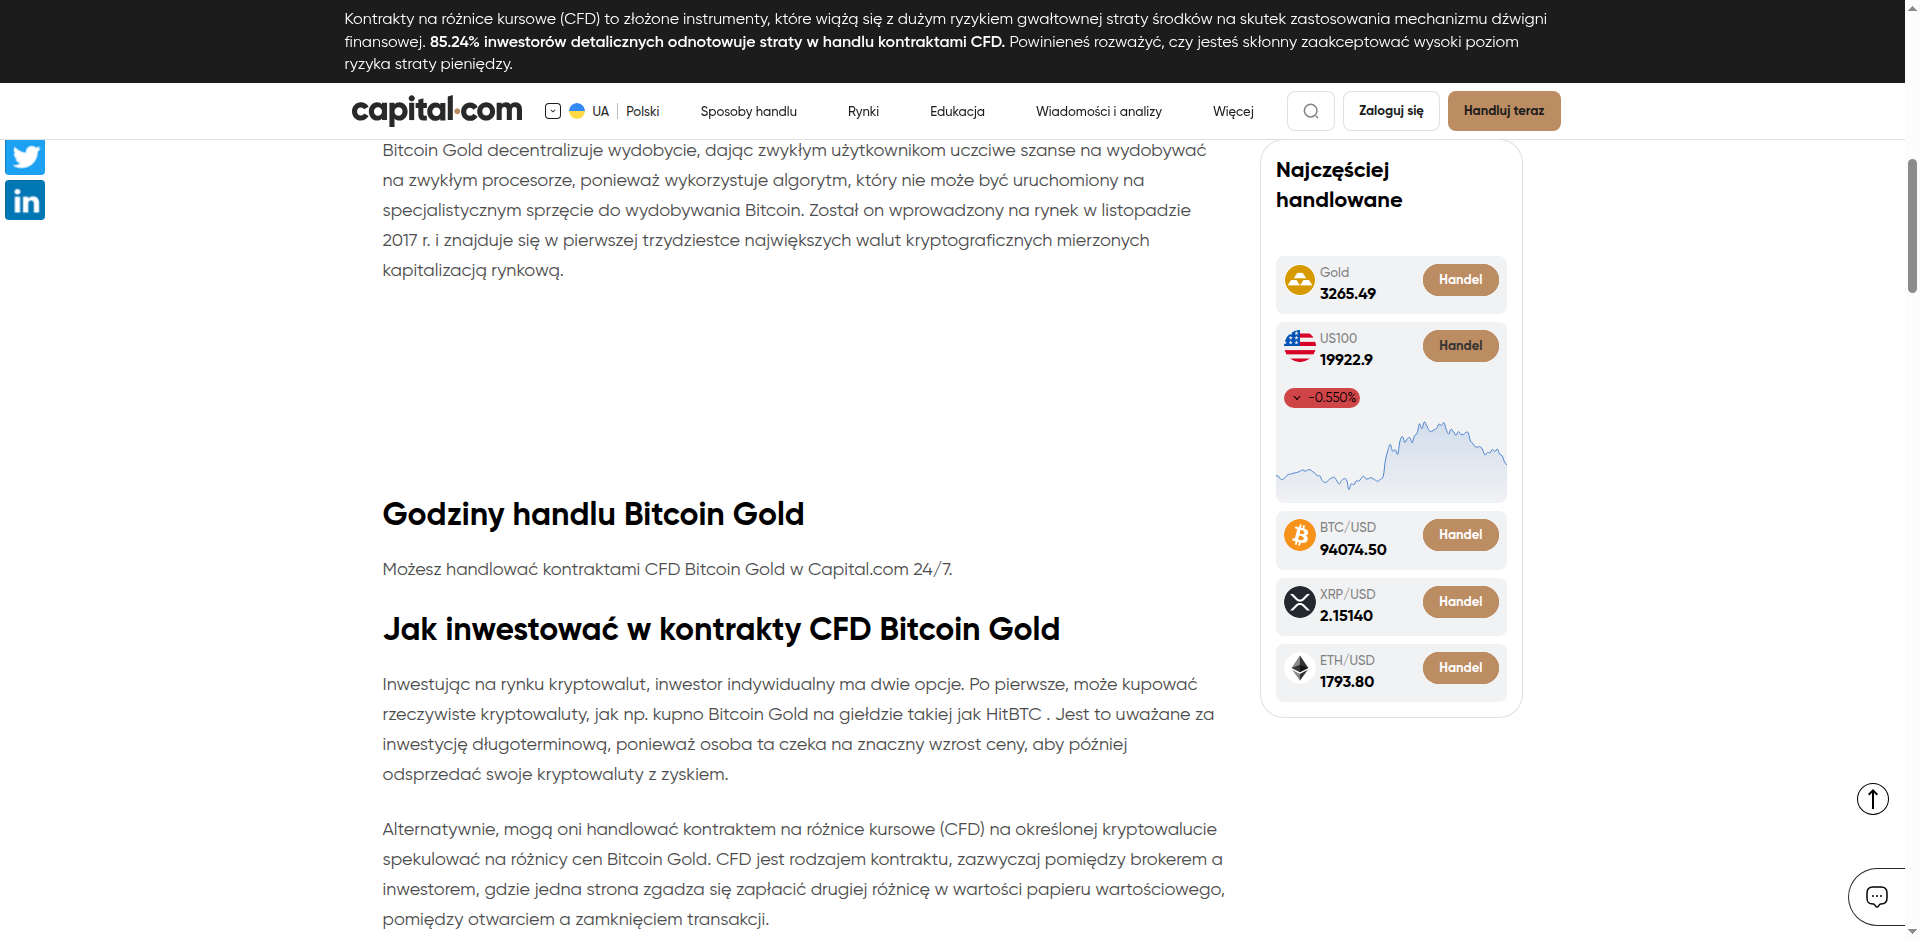 Kontrakty na różnice kursowe (CFD) to złożone instrumenty, które wiążą się z dużym ryzykiem gwałtownej straty środków na skutek zastosowania mechanizmu dźwigni
finansowej. 85.24% inwestorów detalicznych odnotowuje straty w handlu kontraktami CFD. Powinieneś rozważyć, czy jesteś skłonny zaakceptować wysoki poziom
ryzyka straty pieniędzy.
capital.com
UA
Polski
Sposoby handlu
Rynki
Edukacja
Wiadomości i analizy
Więcej
Zaloguj się
Handluj teraz
in
Bitcoin Gold decentralizuje wydobycie, dając zwykłym użytkownikom uczciwe szanse na wydobywać
na zwykłym procesorze, ponieważ wykorzystuje algorytm, który nie może być uruchomiony na
specjalistycznym sprzęcie do wydobywania Bitcoin. Został on wprowadzony na rynek w listopadzie
2017 r. i znajduje się w pierwszej trzydziestce największych walut kryptograficznych mierzonych
kapitalizacją rynkową.
Godziny handlu Bitcoin Gold
Możesz handlować kontraktami CFD Bitcoin Gold w Capital.com 24/7.
Jak inwestować w kontrakty CFD Bitcoin Gold
Inwestując na rynku kryptowalut, inwestor indywidualny ma dwie opcje. Po pierwsze, może kupować
rzeczywiste kryptowaluty, jak np. kupno Bitcoin Gold na giełdzie takiej jak HitBTC . Jest to uważane za
inwestycję długoterminową, ponieważ osoba ta czeka na znaczny wzrost ceny, aby później
odsprzedać swoje kryptowaluty z zyskiem.
Alternatywnie, mogą oni handlować kontraktem na różnice kursowe (CFD) na określonej kryptowalucie
spekulować na różnicy cen Bitcoin Gold. CFD jest rodzajem kontraktu, zazwyczaj pomiędzy brokerem a
inwestorem, gdzie jedna strona zgadza się zapłacić drugiej różnicę w wartości papieru wartościowego,
pomiędzy otwarciem a zamknięciem transakcji.
Najczęściej
handlowane
Gold
3265.49
Handel
US100
19922.9
Handel
-0.550%
BTC/USD
94074.50
Handel
XRP/USD
2.15140
Handel
ETH/USD
1793.80
Handel